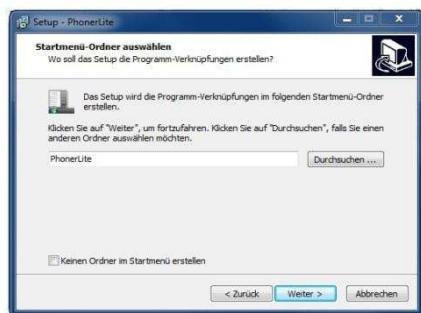 Setup - PhonerLite
Startmenü-Ordner auswählen
Wo soll das Setup die Programm-Verknüpfungen erstellen?
Das Setup wird die Programm-Verknüpfungen im folgenden Startmenü-Ordner
erstellen.
Klicken Sie auf "Weiter", um fortzufahren. Klicken Sie auf "Durchsuchen", falls Sie einen
anderen Ordner auswählen möchten.
PhonerLite
Durchsuchen ...
Keinen Ordner im Startmenü erstellen
< Zurück
Weiter >
Abbrechen